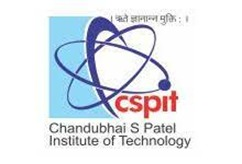 । ऋते ज्ञानान्न मुक्ति : ।
cspit
Chandubhai S Patel
Institute of Technology